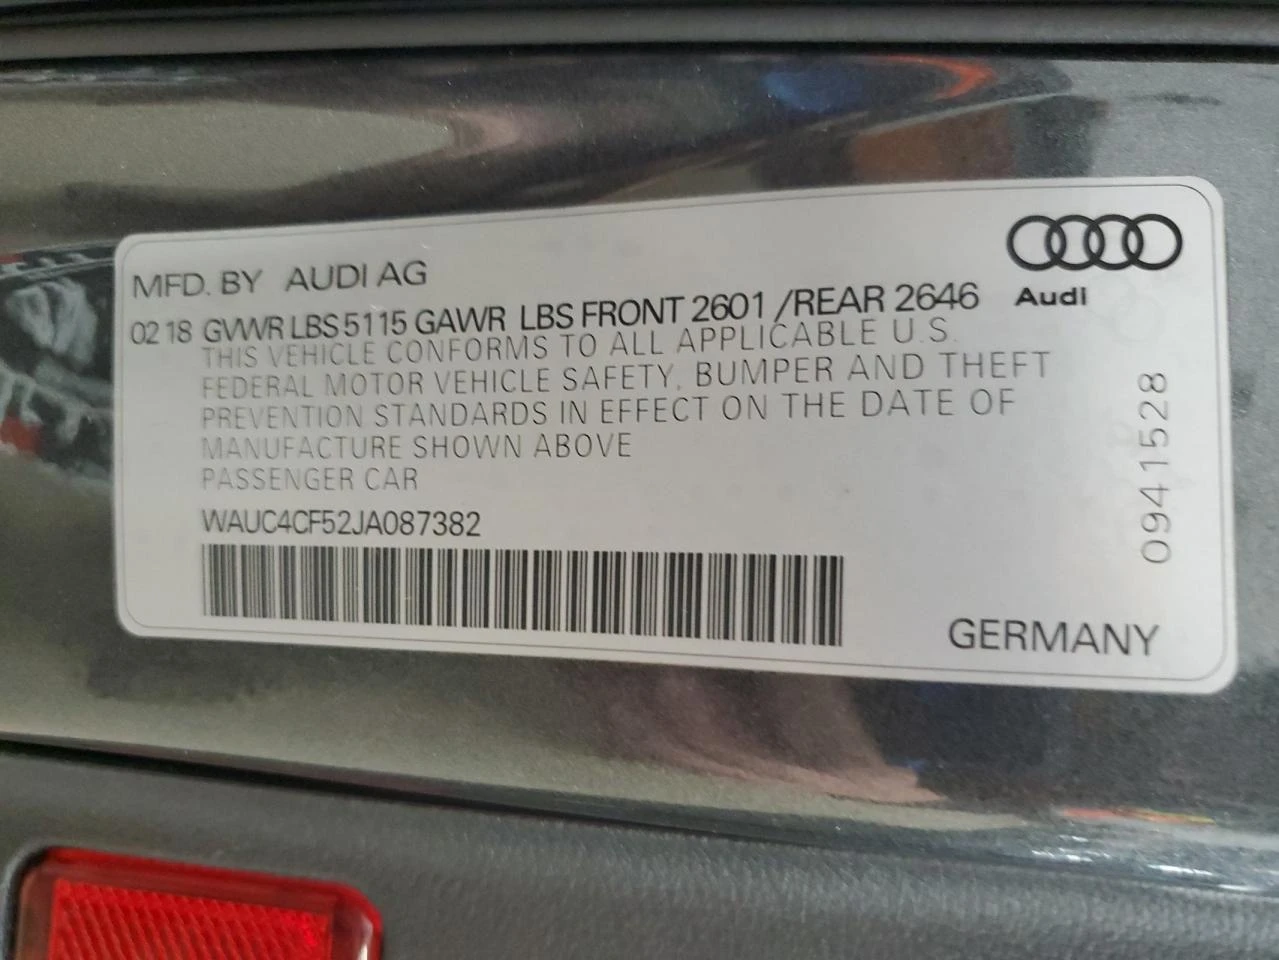 MFD. BY AUDI AG
Audi
02 18 GVWR LBS 5115 GAWR LBS FRONT 2601 /REAR 2646
THIS VEHICLE CONFORMS TO ALL APPLICABLE U.S.
FEDERAL MOTOR VEHICLE SAFETY, BUMPER AND THEFT
PREVENTION STANDARDS IN EFFECT ON THE DATE OF
MANUFACTURE SHOWN ABOVE
PASSENGER CAR
WAUC4CF52JA087382
0941528
GERMANY